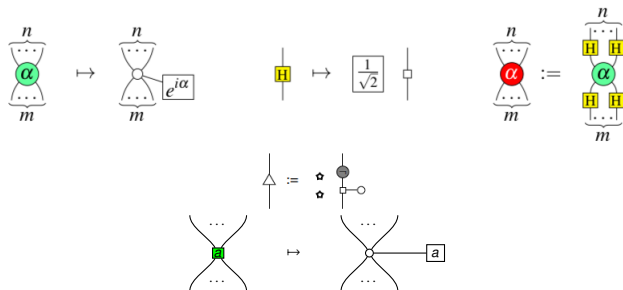 n n n n
α ↦ e^{iα} H ↦ 1/√2 α := H H α H H
m m m m
:= ¬
a ↦ a